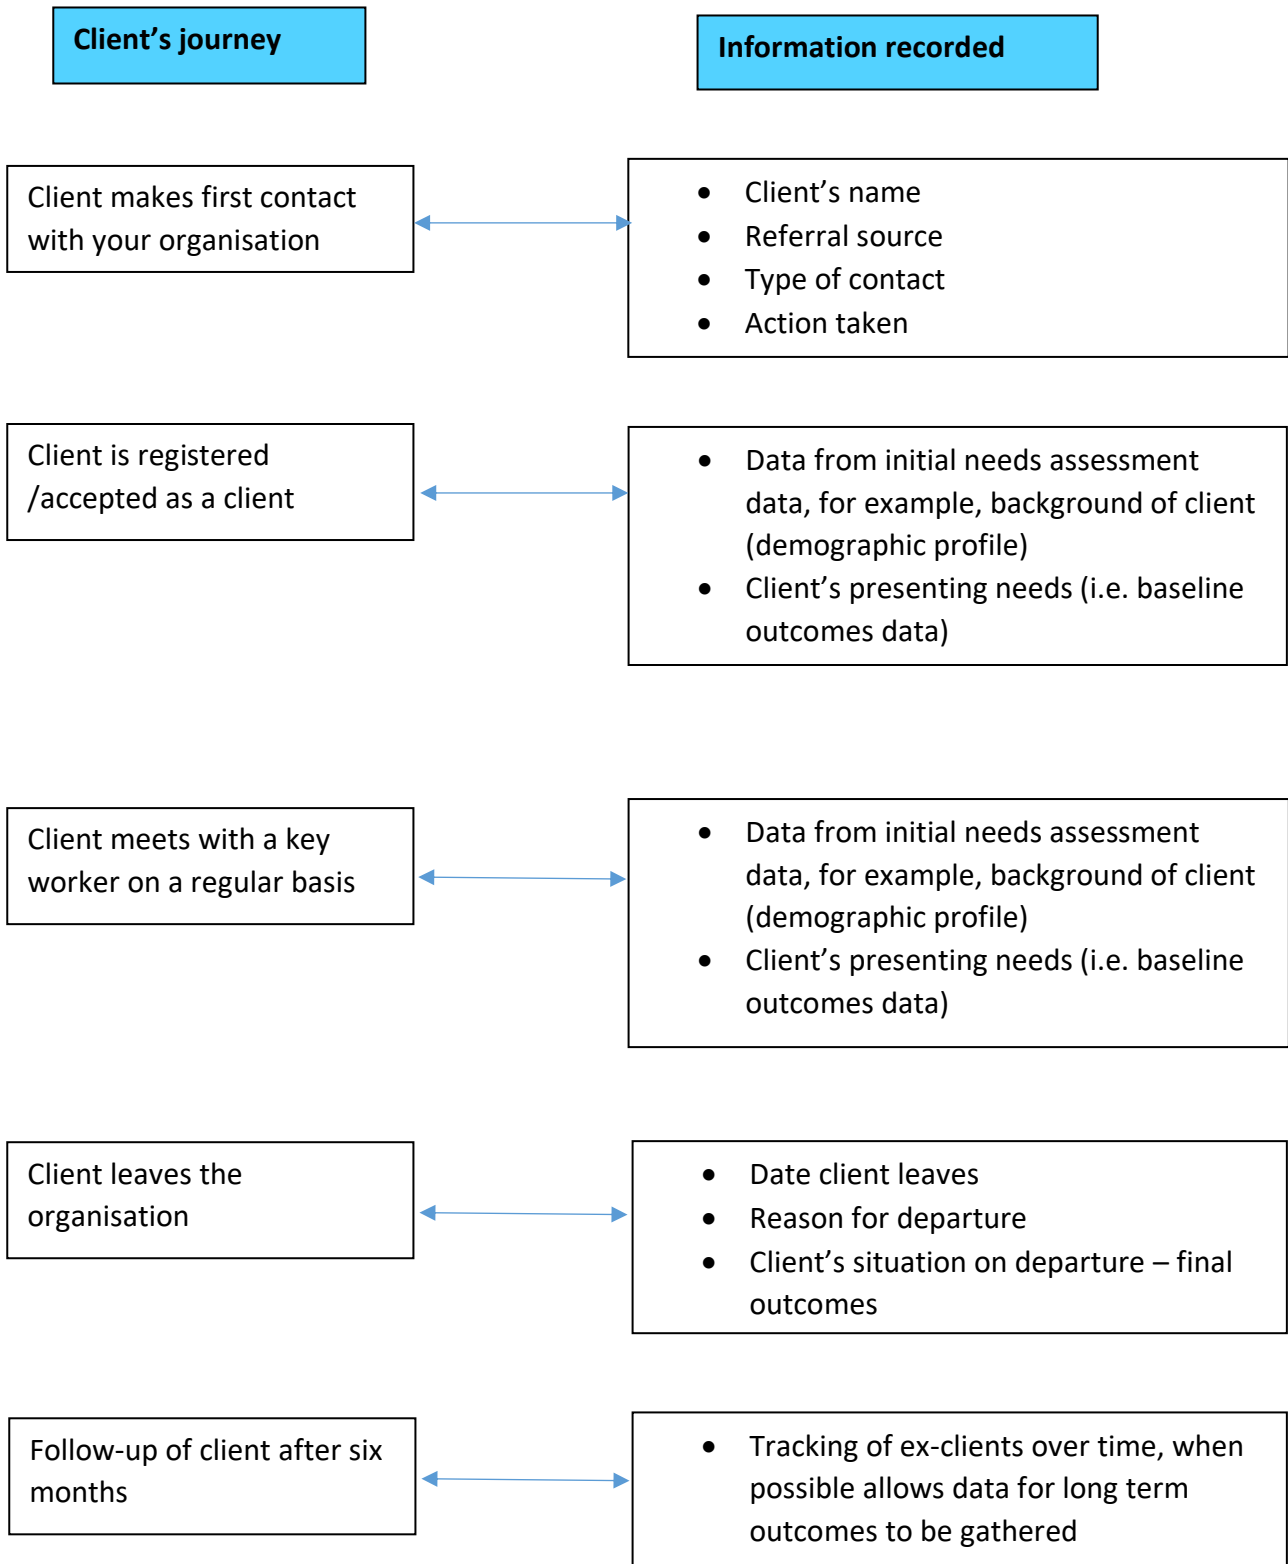 Client’s journey
Information recorded
Client makes first contact
with your organisation
• Client’s name
• Referral source
• Type of contact
• Action taken
Client is registered
/accepted as a client
• Data from initial needs assessment
data, for example, background of client
(demographic profile)
• Client’s presenting needs (i.e. baseline
outcomes data)
Client meets with a key
worker on a regular basis
• Data from initial needs assessment
data, for example, background of client
(demographic profile)
• Client’s presenting needs (i.e. baseline
outcomes data)
Client leaves the
organisation
• Date client leaves
• Reason for departure
• Client’s situation on departure – final
outcomes
Follow-up of client after six
months
• Tracking of ex-clients over time, when
possible allows data for long term
outcomes to be gathered